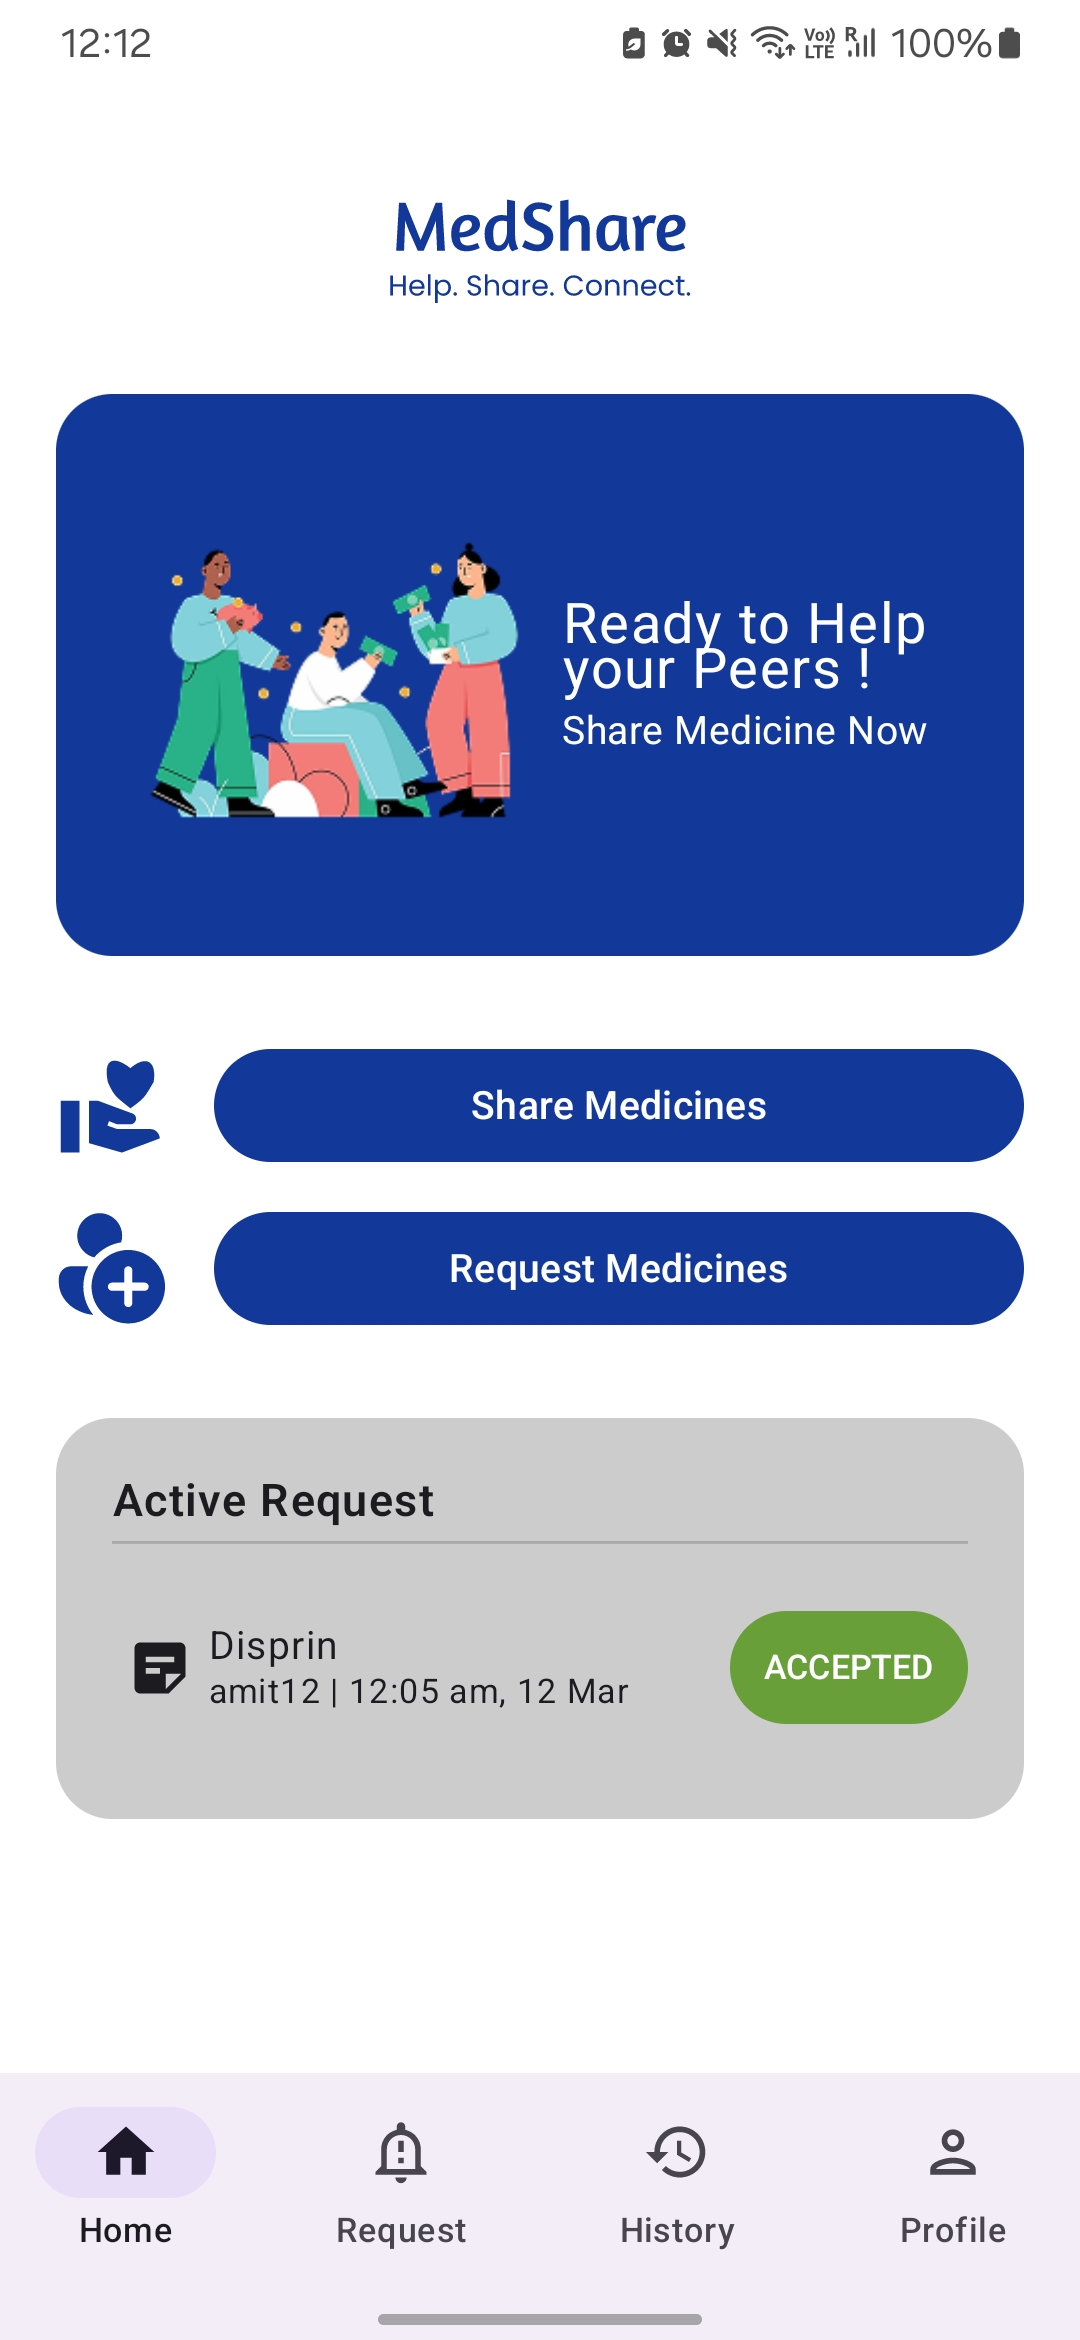 12:12
Vo))
LTE
R
100%
MedShare
Help. Share. Connect.
Ready to Help
your Peers !
Share Medicine Now
Share Medicines
Request Medicines
Active Request
Disprin
amit12 | 12:05 am, 12 Mar
ACCEPTED
Home
Request
History
Profile